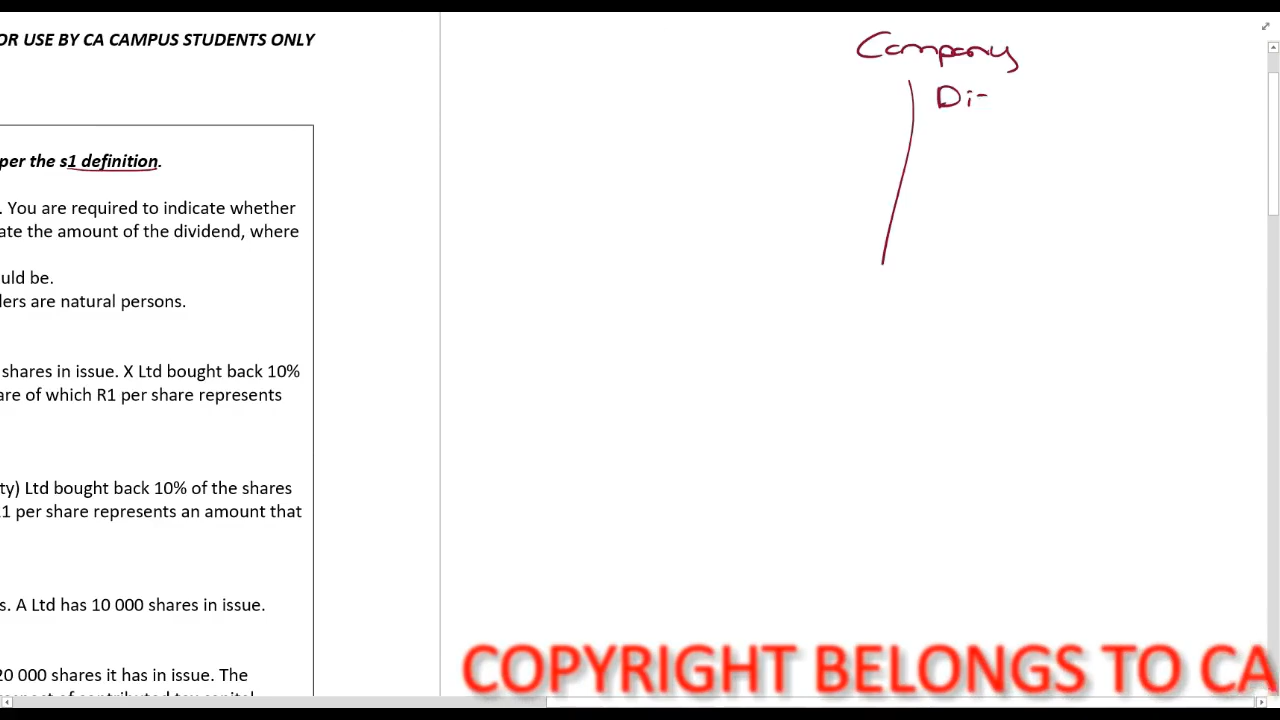 OR USE BY CA CAMPUS STUDENTS ONLY
per the s1 definition.
. You are required to indicate whether
ate the amount of the dividend, where
uld be.
lers are natural persons.
shares in issue. X Ltd bought back 10%
are of which R1 per share represents
ty) Ltd bought back 10% of the shares
1 per share represents an amount that
s. A Ltd has 10 000 shares in issue.
20 000 shares it has in issue. The
Company
Di-
COPYRIGHT BELONGS TO CA